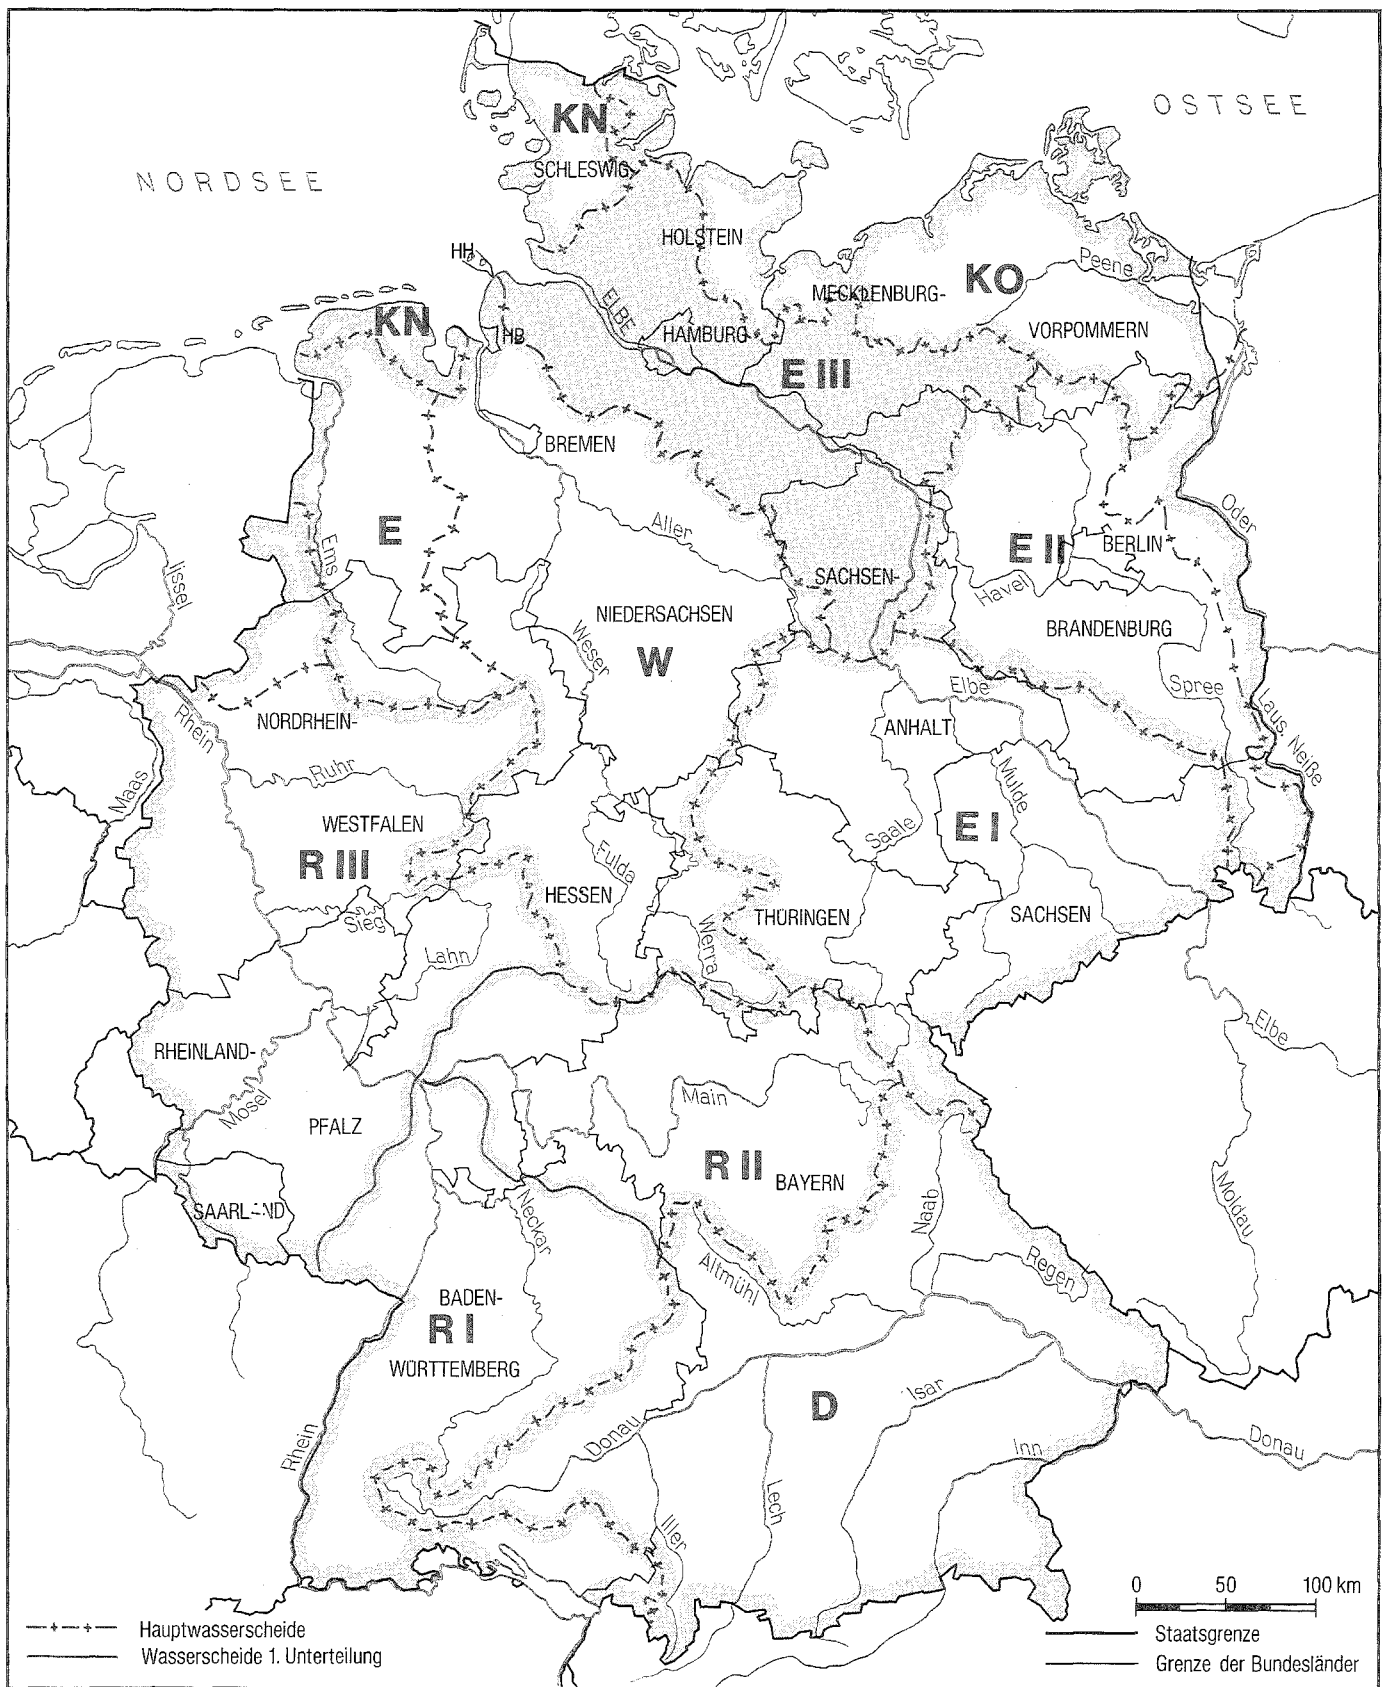 OSTSEE
NORDSEE
KN
SCHLESWIG-
HOLSTEIN
HH
ELBE
HAMBURG
MECKLENBURG-
KO
Peene
VORPOMMERN
KN
HB
E III
BREMEN
Aller
E
Ems
Ijssel
SACHSEN-
E II
BERLIN
Oder
Havel
NIEDERSACHSEN
Weser
W
BRANDENBURG
Spree
Elbe
Laus. Neiße
Rhein
NORDRHEIN-
ANHALT
Mulde
Maas
Ruhr
WESTFALEN
Saale
E I
R III
Fulda
HESSEN
THÜRINGEN
SACHSEN
Sieg
Lahn
Werra
Elbe
RHEINLAND-
Mosel
PFALZ
Main
R II
BAYERN
SAARLAND
Neckar
Naab
Moldau
Altmühl
Regen
BADEN-
R I
WÜRTTEMBERG
D
Isar
Rhein
Donau
Inn
Donau
Lech
Iller
0 50 100 km
Hauptwasserscheide
Wasserscheide 1. Unterteilung
Staatsgrenze
Grenze der Bundesländer